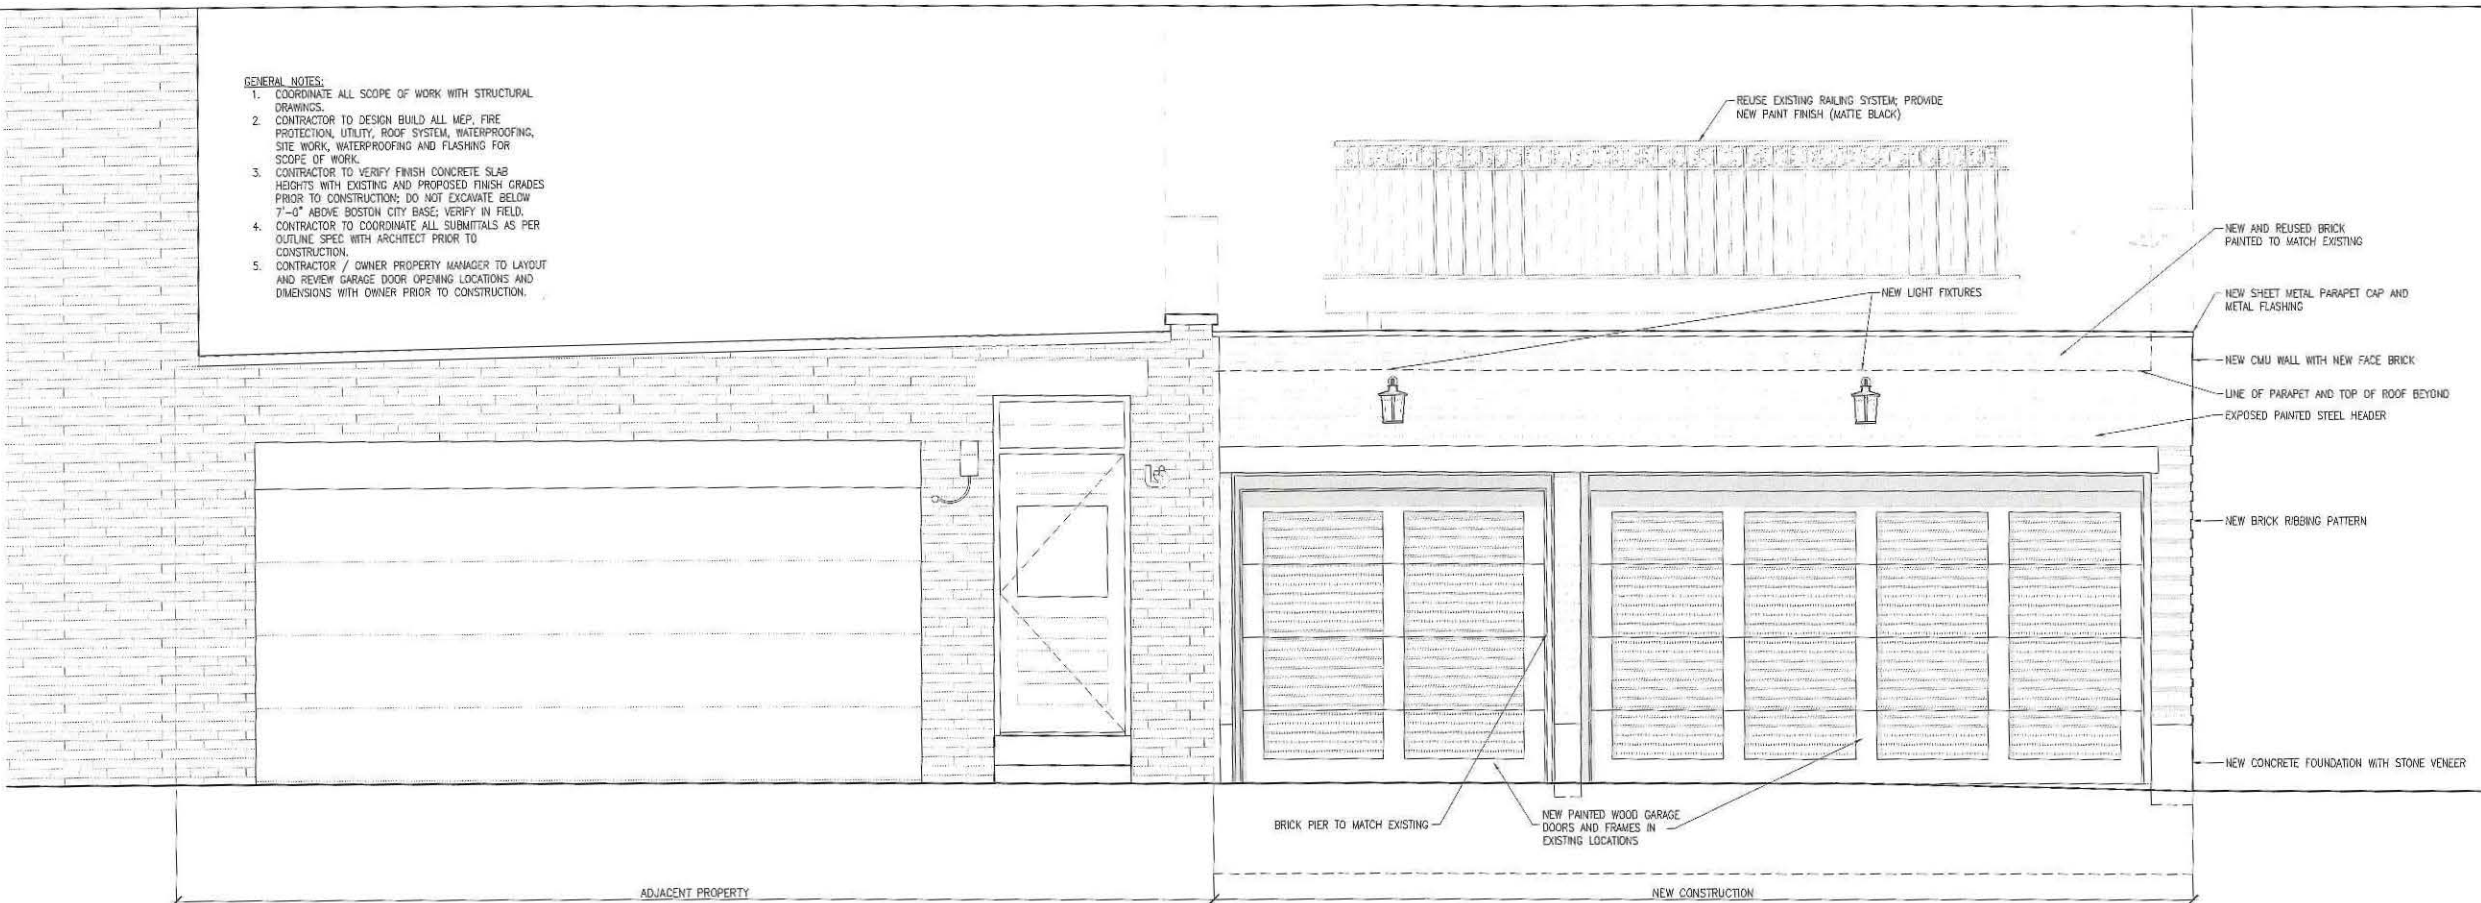 GENERAL NOTES:
1. COORDINATE ALL SCOPE OF WORK WITH STRUCTURAL
DRAWINGS.
2. CONTRACTOR TO DESIGN BUILD ALL MEP, FIRE
PROTECTION, UTILITY, ROOF SYSTEM, WATERPROOFING,
SITE WORK, WATERPROOFING AND FLASHING FOR
SCOPE OF WORK.
3. CONTRACTOR TO VERIFY FINISH CONCRETE SLAB
HEIGHTS WITH EXISTING AND PROPOSED FINISH GRADES
PRIOR TO CONSTRUCTION; DO NOT EXCAVATE BELOW
7'-0" ABOVE BOSTON CITY BASE; VERIFY IN FIELD.
4. CONTRACTOR TO COORDINATE ALL SUBMITTALS AS PER
OUTLINE SPEC WITH ARCHITECT PRIOR TO
CONSTRUCTION.
5. CONTRACTOR / OWNER PROPERTY MANAGER TO LAYOUT
AND REVIEW GARAGE DOOR OPENING LOCATIONS AND
DIMENSIONS WITH OWNER PRIOR TO CONSTRUCTION.
REUSE EXISTING RAILING SYSTEM; PROVIDE
NEW PAINT FINISH (MATTE BLACK)
NEW AND REUSED BRICK
PAINTED TO MATCH EXISTING
NEW LIGHT FIXTURES
NEW SHEET METAL PARAPET CAP AND
METAL FLASHING
NEW CMU WALL WITH NEW FACE BRICK
LINE OF PARAPET AND TOP OF ROOF BEYOND
EXPOSED PAINTED STEEL HEADER
NEW BRICK RIBBING PATTERN
NEW CONCRETE FOUNDATION WITH STONE VENEER
BRICK PIER TO MATCH EXISTING
NEW PAINTED WOOD GARAGE
DOORS AND FRAMES IN
EXISTING LOCATIONS
ADJACENT PROPERTY
NEW CONSTRUCTION